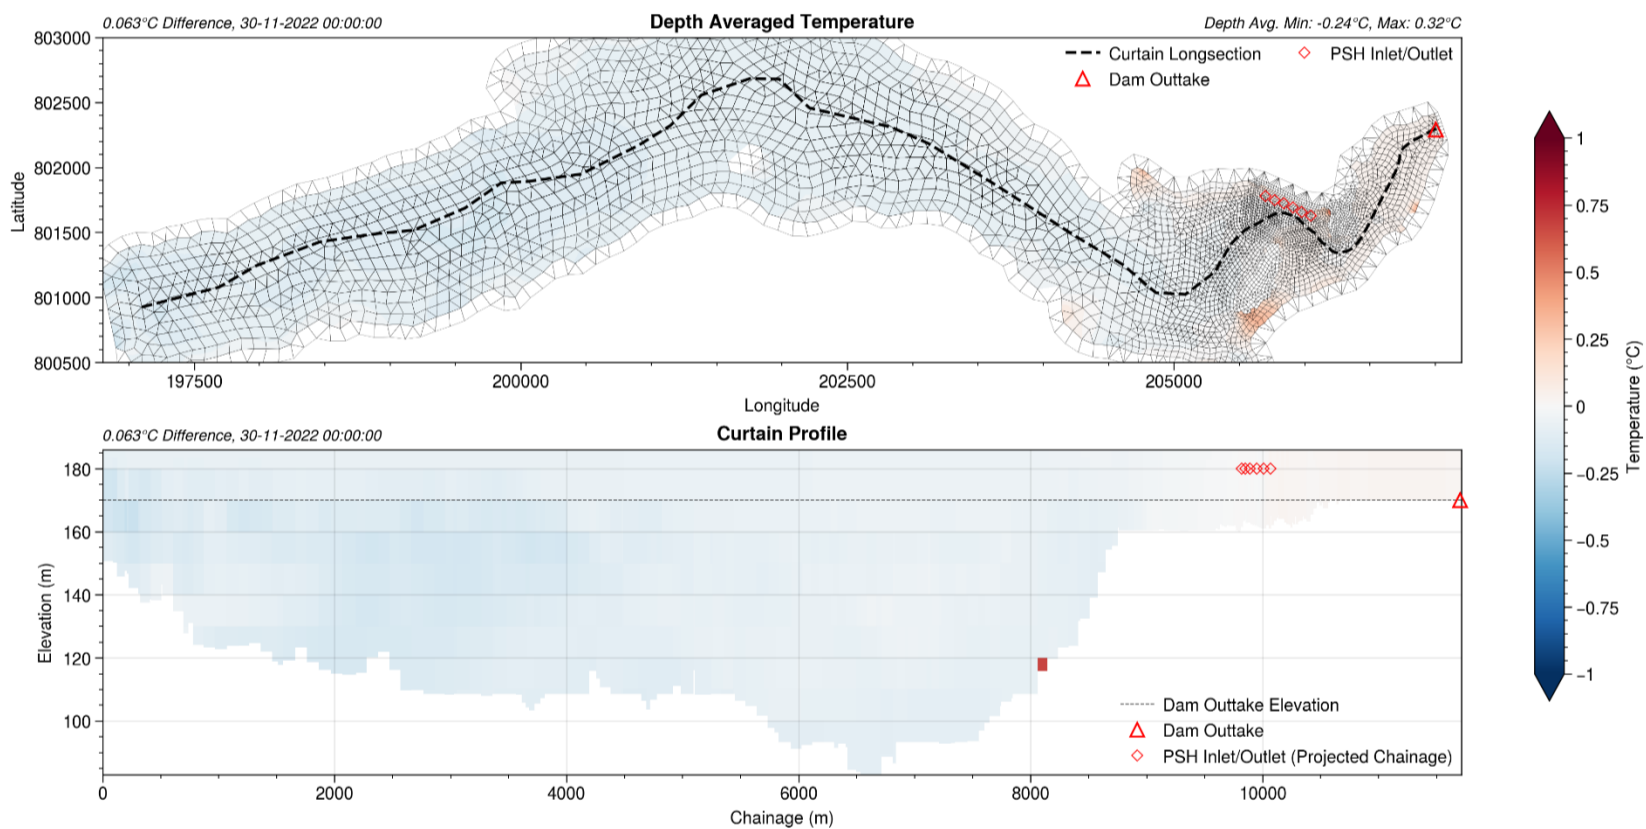 0.063°C Difference, 30-11-2022 00:00:00
Depth Averaged Temperature
Depth Avg. Min: -0.24°C, Max: 0.32°C
803000
802500
802000
801500
801000
800500
Latitude
Curtain Longsection
PSH Inlet/Outlet
Dam Outtake
197500
200000
202500
205000
Longitude
0.063°C Difference, 30-11-2022 00:00:00
Curtain Profile
180
160
140
120
100
Elevation (m)
Dam Outtake Elevation
Dam Outtake
PSH Inlet/Outlet (Projected Chainage)
0
2000
4000
6000
8000
10000
Chainage (m)
1
0.75
0.5
0.25
0
−0.25
−0.5
−0.75
−1
Temperature (°C)